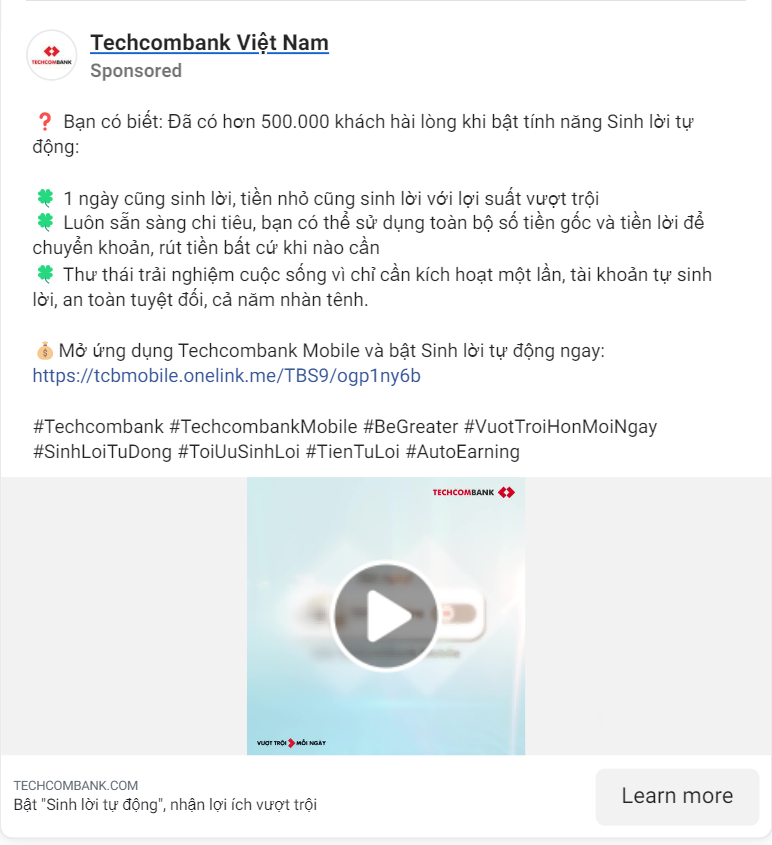 TECHCOMBANK
Techcombank Việt Nam
Sponsored
❓ Bạn có biết: Đã có hơn 500.000 khách hài lòng khi bật tính năng Sinh lời tự
động:
🍀 1 ngày cũng sinh lời, tiền nhỏ cũng sinh lời với lợi suất vượt trội
🍀 Luôn sẵn sàng chi tiêu, bạn có thể sử dụng toàn bộ số tiền gốc và tiền lời để
chuyển khoản, rút tiền bất cứ khi nào cần
🍀 Thư thái trải nghiệm cuộc sống vì chỉ cần kích hoạt một lần, tài khoản tự sinh
lời, an toàn tuyệt đối, cả năm nhàn tênh.
💰 Mở ứng dụng Techcombank Mobile và bật Sinh lời tự động ngay:
https://tcbmobile.onelink.me/TBS9/ogp1ny6b
#Techcombank #TechcombankMobile #BeGreater #VuotTroiHonMoiNgay
#SinhLoiTuDong #ToiUuSinhLoi #TienTuLoi #AutoEarning
TECHCOMBANK
VƯỢT TRỘI MỖI NGÀY
TECHCOMBANK.COM
Bật "Sinh lời tự động", nhận lợi ích vượt trội
Learn more